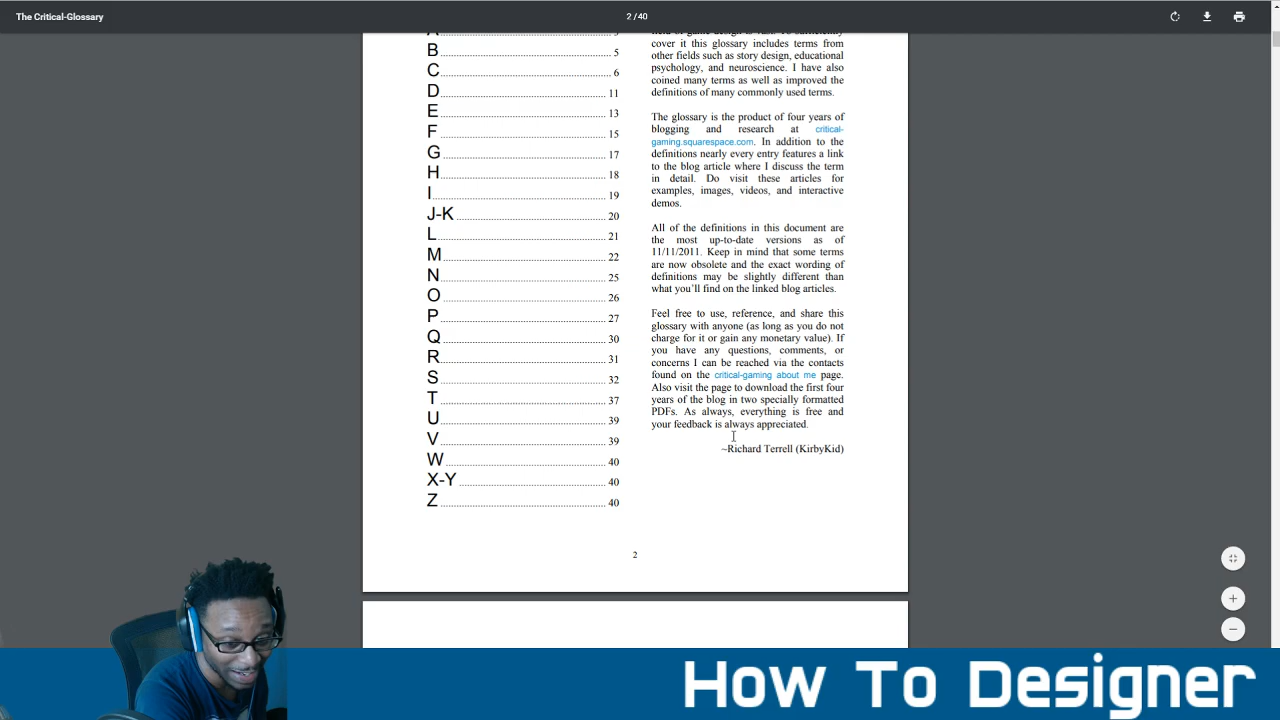 The Critical-Glossary
2 /40
B 5
C 6
D 11
E 13
F 15
G 17
H 18
I 19
J-K 20
L 21
M 22
N 25
O 26
P 27
Q 30
R 31
S 32
T 37
U 39
V 39
W 40
X-Y 40
Z 40
cover it this glossary includes terms from
other fields such as story design, educational
psychology, and neuroscience. I have also
coined many terms as well as improved the
definitions of many commonly used terms.
The glossary is the product of four years of
blogging and research at critical-
gaming.squarespace.com. In addition to the
definitions nearly every entry features a link
to the blog article where I discuss the term
in detail. Do visit these articles for
examples, images, videos, and interactive
demos.
All of the definitions in this document are
the most up-to-date versions as of
11/11/2011. Keep in mind that some terms
are now obsolete and the exact wording of
definitions may be slightly different than
what you'll find on the linked blog articles.
Feel free to use, reference, and share this
glossary with anyone (as long as you do not
charge for it or gain any monetary value). If
you have any questions, comments, or
concerns I can be reached via the contacts
found on the critical-gaming about me page.
Also visit the page to download the first four
years of the blog in two specially formatted
PDFs. As always, everything is free and
your feedback is always appreciated.
~Richard Terrell (KirbyKid)
2
How To Designer